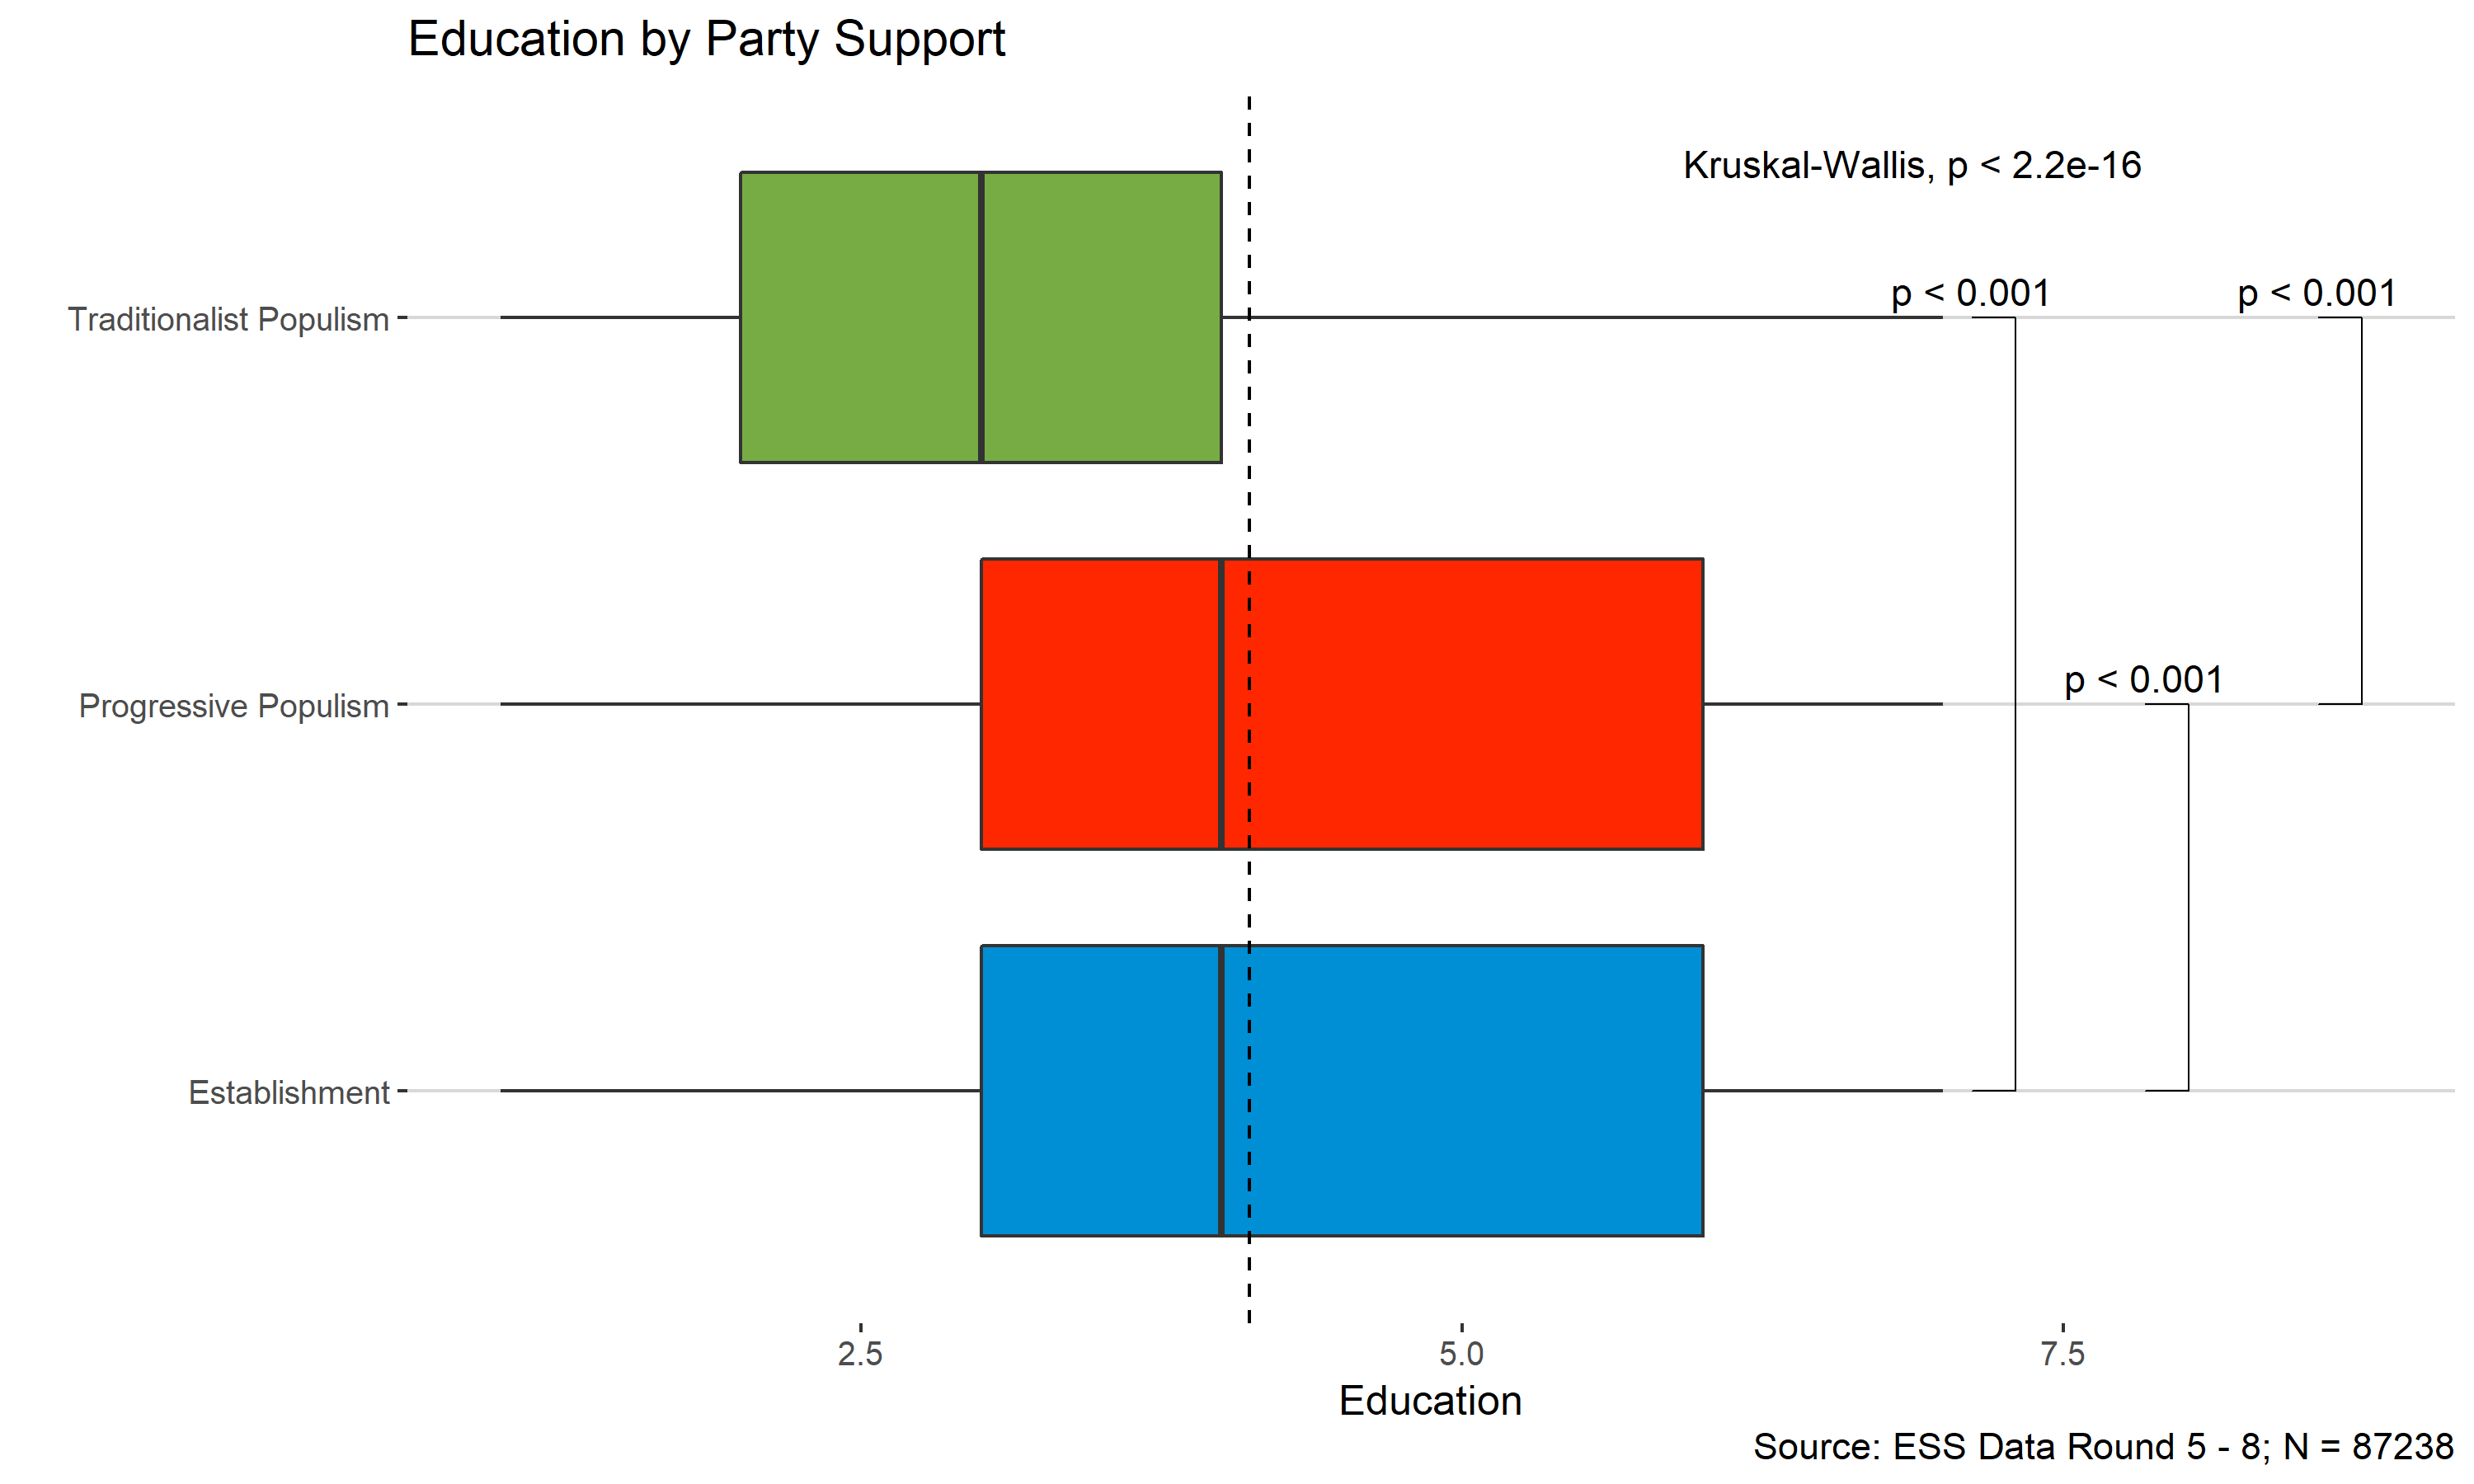 Education by Party Support
Kruskal-Wallis, p < 2.2e-16
p < 0.001
p < 0.001
Traditionalist Populism
p < 0.001
Progressive Populism
Establishment
2.5
5.0
7.5
Education
Source: ESS Data Round 5 - 8; N = 87238